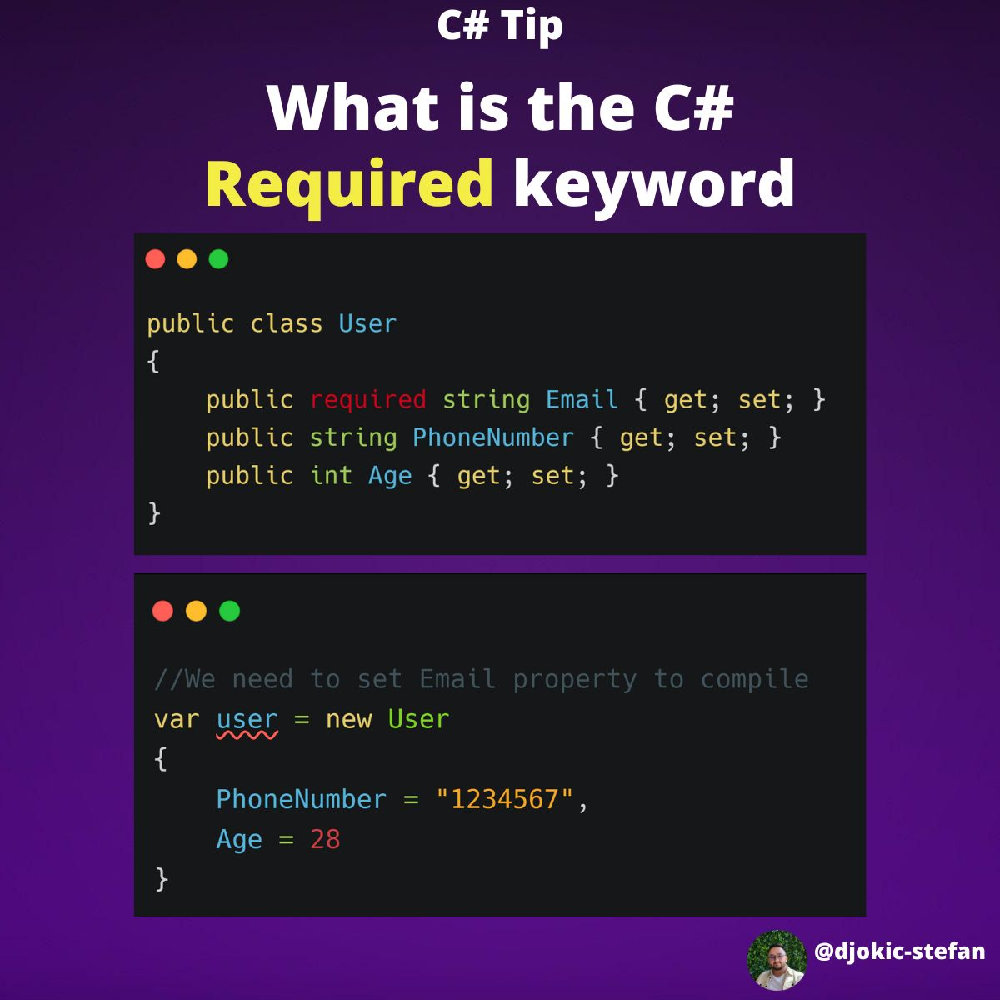 C# Tip
What is the C#
Required keyword
public class User
{
    public required string Email { get; set; }
    public string PhoneNumber { get; set; }
    public int Age { get; set; }
}
//We need to set Email property to compile
var user = new User
{
    PhoneNumber = "1234567",
    Age = 28
}
@djokic-stefan